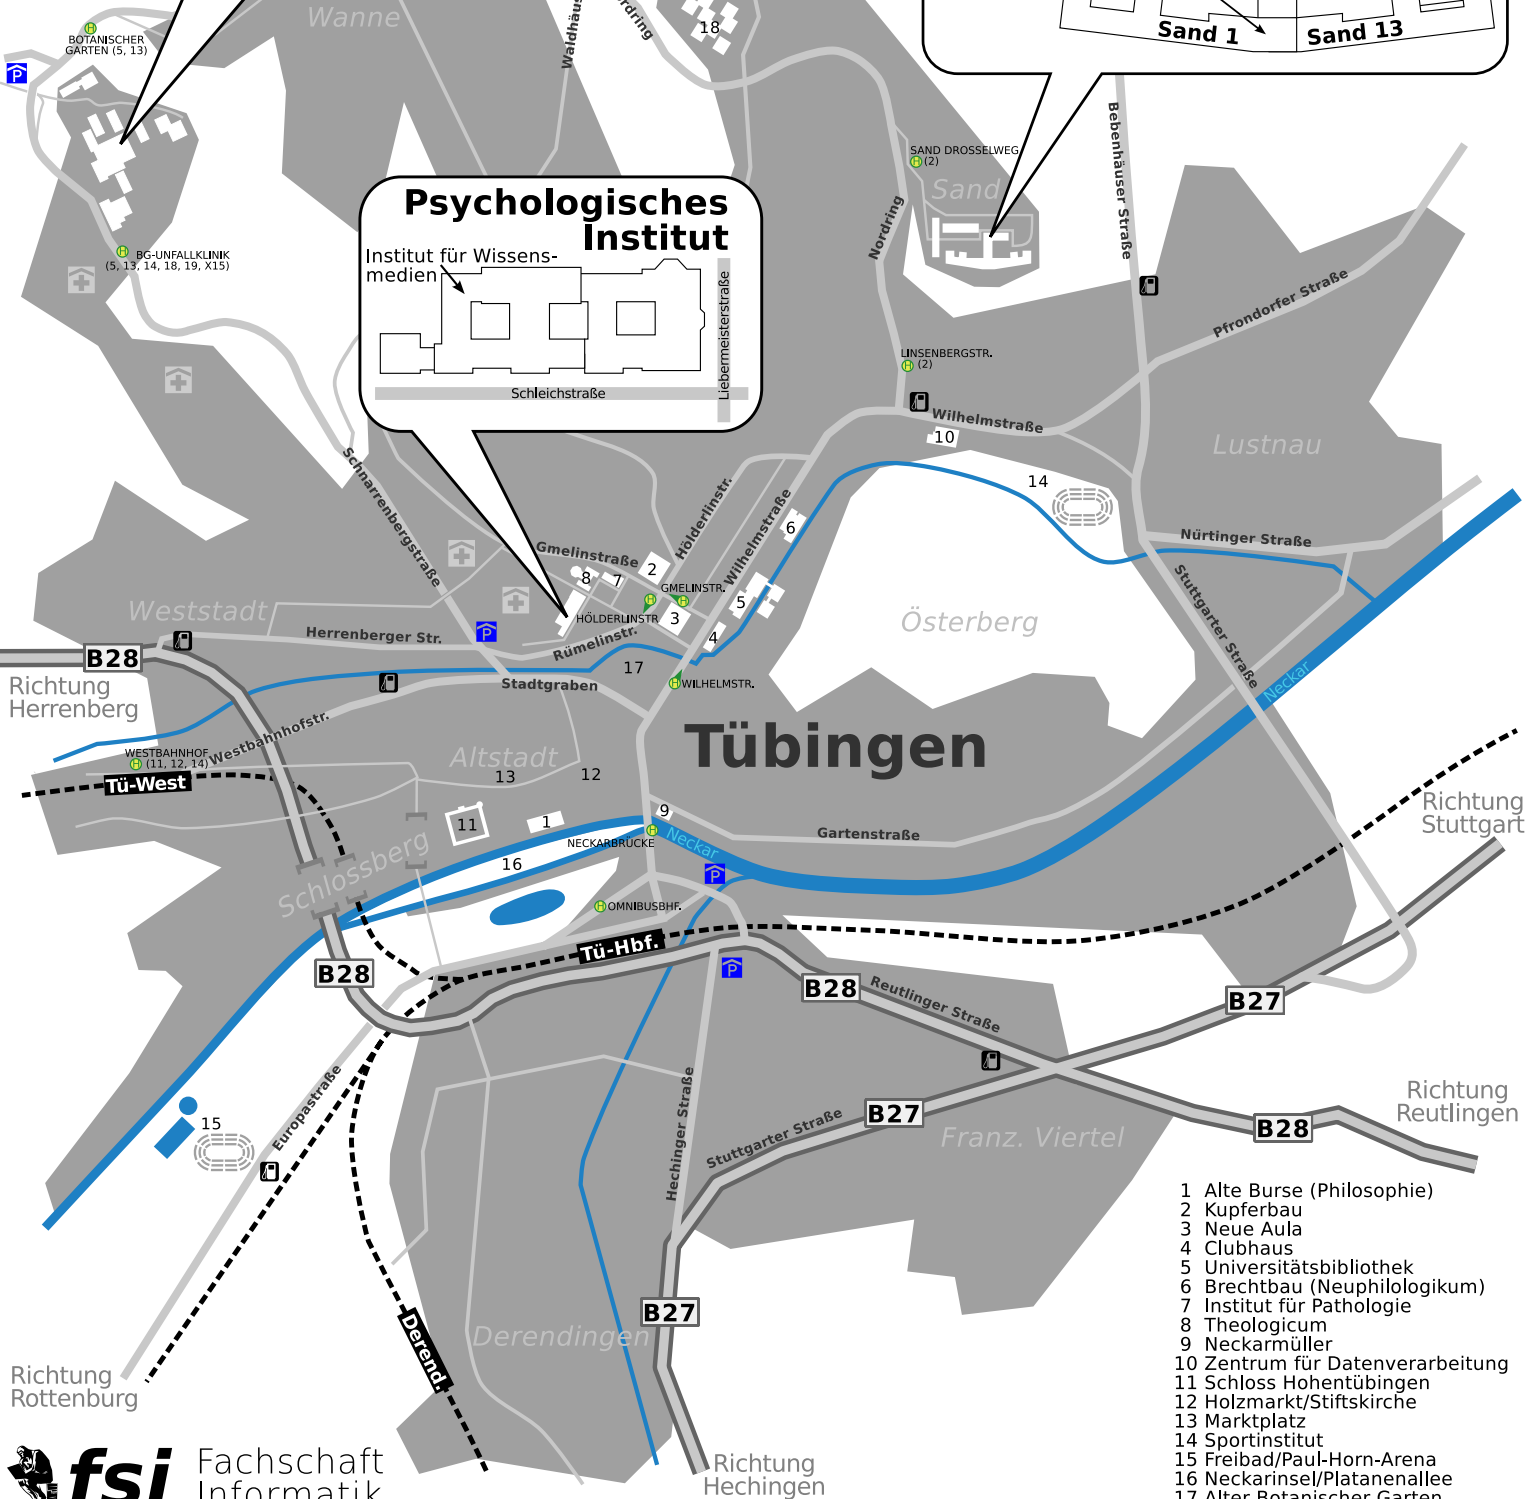 Wanne
BOTANISCHER
GARTEN (5, 13)
P
18
Sand 1
Sand 13
Bebenhäuser Straße
SAND DROSSELWEG
H (2)
Sand
Nordring
Psychologisches
Institut
Institut für Wissens-
medien
Liebermeisterstraße
Schleichstraße
BG-UNFALLKLINIK
(5, 13, 14, 18, 19, X15)
Pfrondorfer Straße
LINSENBERGSTR.
H (2)
Wilhelmstraße
10
Lustnau
14
Schnarrenbergstraße
Hölderlinstr.
Wilhelmstraße
6
Nürtinger Straße
Gmelinstraße
2
8
7
GMELINSTR.
5
HÖLDERLINSTR.
3
4
Rümelinstr.
Weststadt
Herrenberger Str.
P
Österberg
Stuttgarter Straße
B28
Richtung
Herrenberg
17
Stadtgraben
WILHELMSTR.
Neckar
Westbahnhofstr.
WESTBAHNHOF
H (11, 12, 14)
Tü-West
Altstadt
13
12
Tübingen
Richtung
Stuttgart
11
1
9
NECKARBRÜCKE
Neckar
Gartenstraße
Schlossberg
16
P
OMNIBUSBHF.
Tü-Hbf.
B28
P
B28
Reutlinger Straße
B27
Europastraße
15
Hechinger Straße
Stuttgarter Straße
B27
Franz. Viertel
B28
Richtung
Reutlingen
B27
Derendingen
Derend.
Richtung
Rottenburg
Richtung
Hechingen
1 Alte Burse (Philosophie)
2 Kupferbau
3 Neue Aula
4 Clubhaus
5 Universitätsbibliothek
6 Brechtbau (Neuphilologikum)
7 Institut für Pathologie
8 Theologicum
9 Neckarmüller
10 Zentrum für Datenverarbeitung
11 Schloss Hohentübingen
12 Holzmarkt/Stiftskirche
13 Marktplatz
14 Sportinstitut
15 Freibad/Paul-Horn-Arena
16 Neckarinsel/Platanenallee
17 Alter Botanischer Garten
fsi
Fachschaft
Informatik